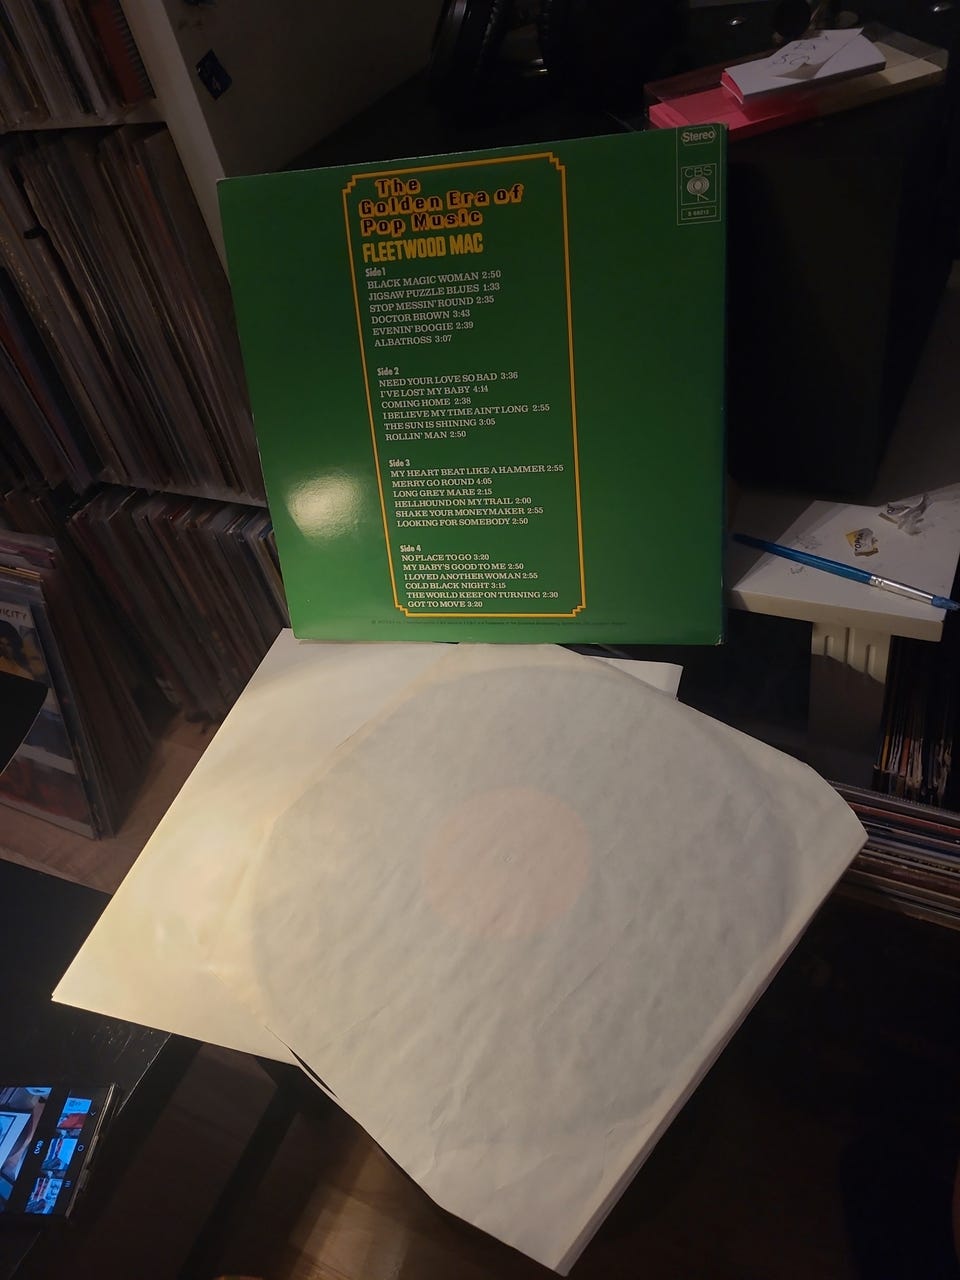 Stereo
CBS
S 68213
The
Golden Era of
Pop Music
FLEETWOOD MAC
Side 1
BLACK MAGIC WOMAN 2:50
JIGSAW PUZZLE BLUES 1:33
STOP MESSIN' ROUND 2:35
DOCTOR BROWN 3:43
EVENIN' BOOGIE 2:39
ALBATROSS 3:07
Side 2
NEED YOUR LOVE SO BAD 3:36
I'VE LOST MY BABY 4:14
COMING HOME 2:38
I BELIEVE MY TIME AIN'T LONG 2:55
THE SUN IS SHINING 3:05
ROLLIN' MAN 2:50
Side 3
MY HEART BEAT LIKE A HAMMER 2:55
MERRY GO ROUND 4:05
LONG GREY MARE 2:15
HELLHOUND ON MY TRAIL 2:00
SHAKE YOUR MONEYMAKER 2:55
LOOKING FOR SOMEBODY 2:50
Side 4
NO PLACE TO GO 3:20
MY BABY'S GOOD TO ME 2:50
I LOVED ANOTHER WOMAN 2:55
COLD BLACK NIGHT 3:15
THE WORLD KEEP ON TURNING 2:30
GOT TO MOVE 3:20